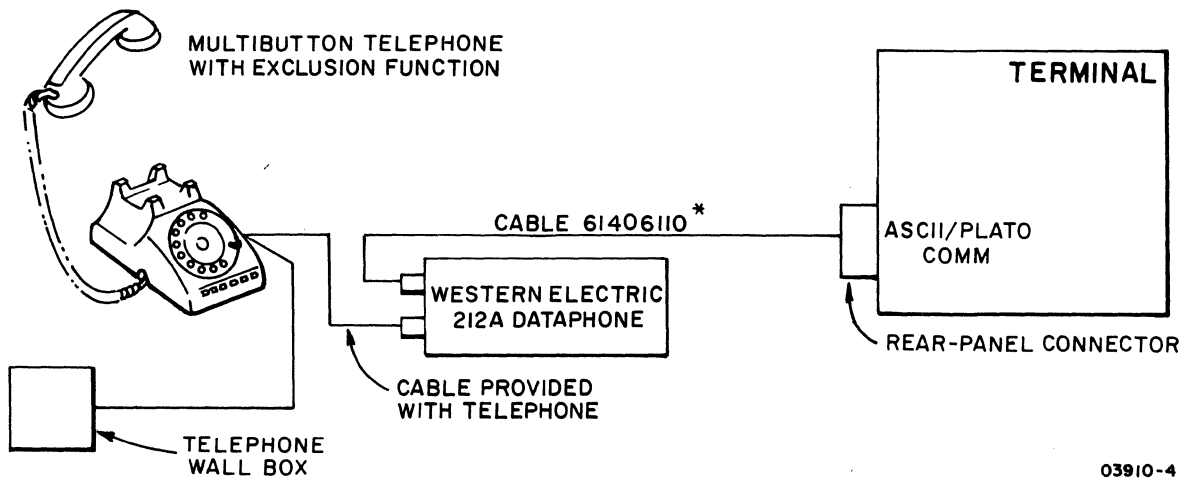 MULTIBUTTON TELEPHONE
WITH EXCLUSION FUNCTION
TERMINAL
CABLE 61406110*
ASCII/PLATO
COMM
WESTERN ELECTRIC
212A DATAPHONE
REAR-PANEL CONNECTOR
CABLE PROVIDED
WITH TELEPHONE
TELEPHONE
WALL BOX
03910-4